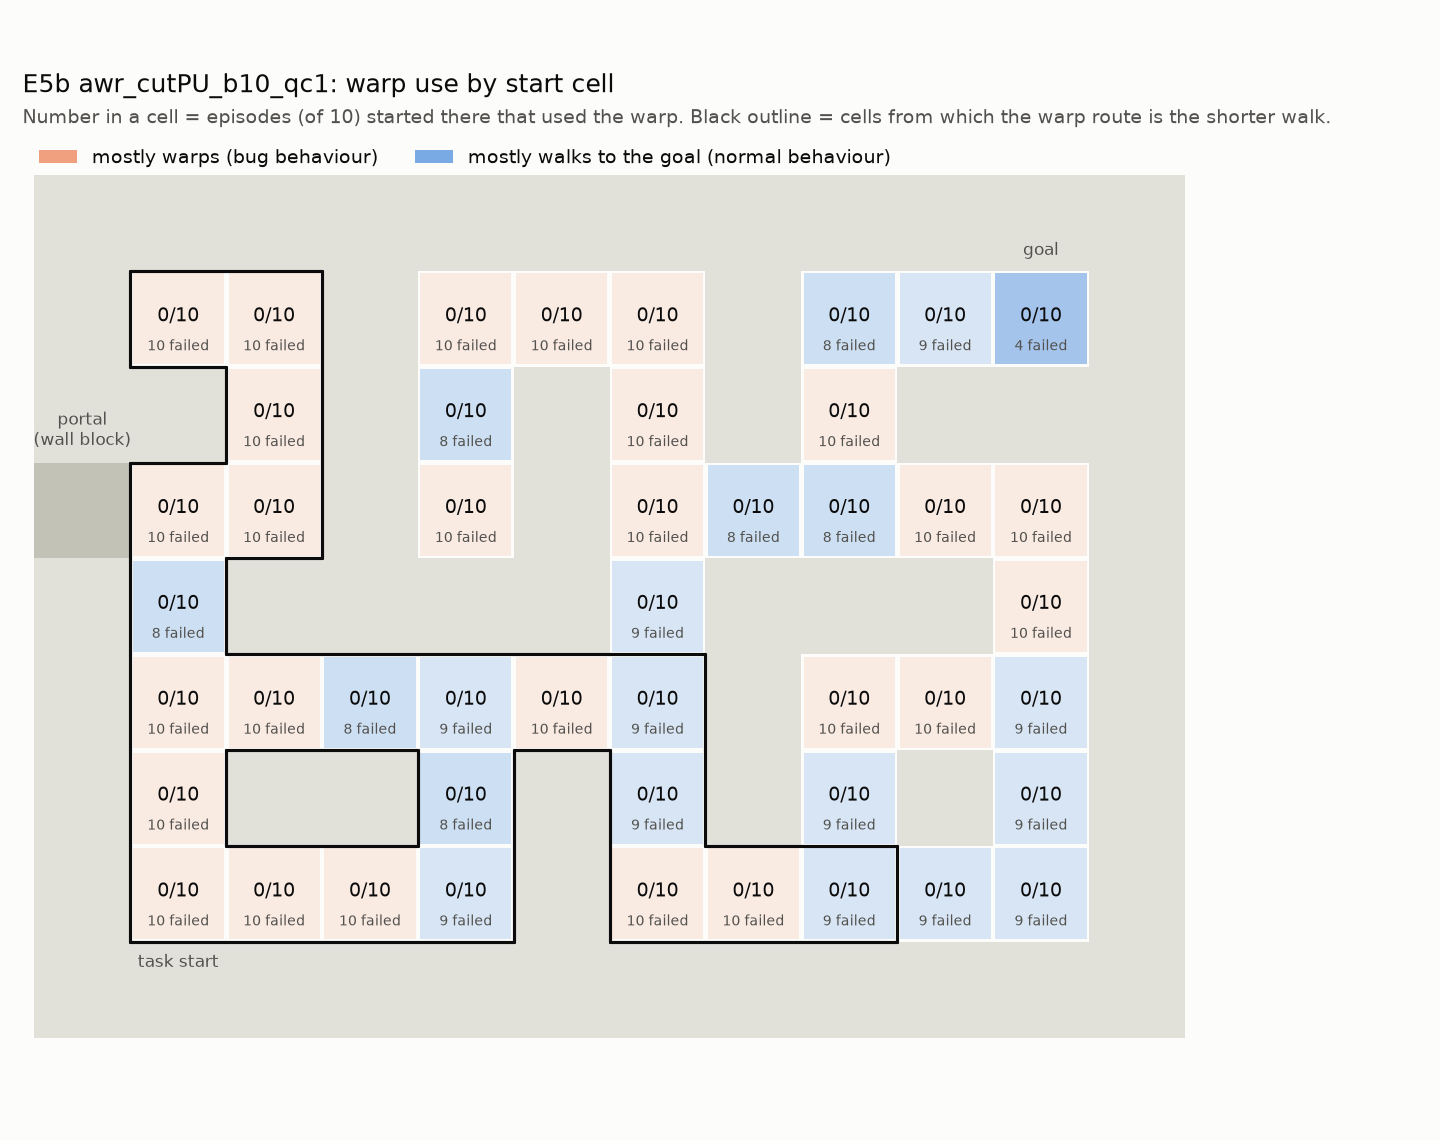 E5b awr_cutPU_b10_qc1: warp use by start cell
Number in a cell = episodes (of 10) started there that used the warp. Black outline = cells from which the warp route is the shorter walk.
mostly warps (bug behaviour) mostly walks to the goal (normal behaviour)
goal
0/10 0/10 0/10 0/10 0/10 0/10 0/10 0/10
10 failed 10 failed 10 failed 10 failed 10 failed 8 failed 9 failed 4 failed
portal
(wall block)
0/10 0/10 0/10 0/10
10 failed 8 failed 10 failed 10 failed
0/10 0/10 0/10 0/10 0/10 0/10 0/10 0/10
10 failed 10 failed 10 failed 10 failed 8 failed 8 failed 10 failed 10 failed
0/10 0/10 0/10
8 failed 9 failed 10 failed
0/10 0/10 0/10 0/10 0/10 0/10 0/10 0/10 0/10
10 failed 10 failed 8 failed 9 failed 10 failed 9 failed 10 failed 10 failed 9 failed
0/10 0/10 0/10 0/10 0/10
10 failed 8 failed 9 failed 9 failed 9 failed
0/10 0/10 0/10 0/10 0/10 0/10 0/10 0/10 0/10
10 failed 10 failed 10 failed 9 failed 10 failed 10 failed 9 failed 9 failed 9 failed
task start